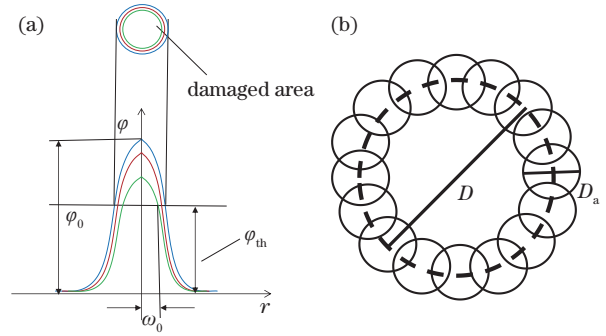 (a)
(b)
damaged area
φ
φ₀
φth
ω₀
r
D
Dₐ